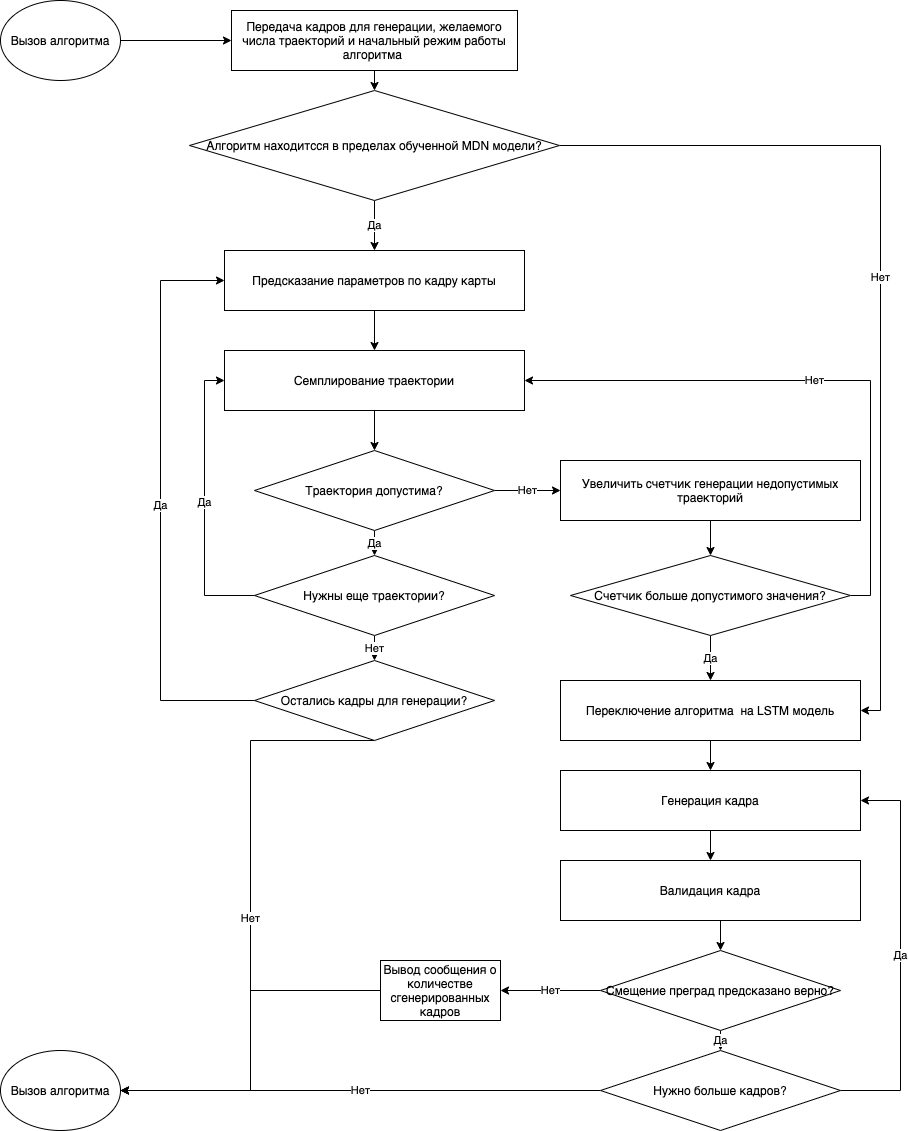 Вызов алгоритма
Передача кадров для генерации, желаемого
числа траекторий и начальный режим работы
алгоритма
Алгоритм находитсся в пределах обученной MDN модели?
Да
Нет
Предсказание параметров по кадру карты
Семплирование траектории
Нет
Траектория допустима?
Нет
Увеличить счетчик генерации недопустимых
траекторий
Да
Да
Да
Нужны еще траектории?
Счетчик больше допустимого значения?
Нет
Да
Остались кадры для генерации?
Переключение алгоритма на LSTM модель
Генерация кадра
Валидация кадра
Нет
Да
Вывод сообщения о
количестве
сгенерированных
кадров
Нет
Смещение преград предсказано верно?
Да
Вызов алгоритма
Нет
Нужно больше кадров?